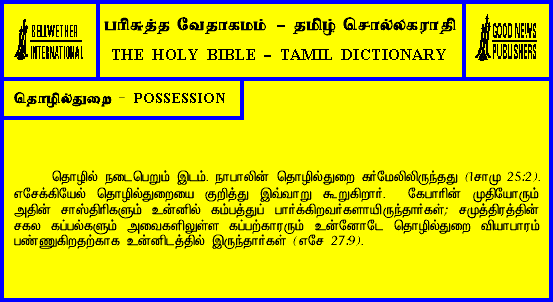 BELLWETHER
INTERNATIONAL
பரிசுத்த வேதாகமம் - தமிழ் சொல்லகராதி
THE HOLY BIBLE - TAMIL DICTIONARY
GOOD NEWS
PUBLISHERS
தொழில்துறை - POSSESSION
தொழில் நடைபெறும் இடம். நாபாலின் தொழில்துறை கர்மேலிலிருந்தது (1சாமு 25:2).
எசேக்கியேல் தொழில்துறையை குறித்து இவ்வாறு கூறுகிறார். கேபாரின் முதியோரும்
அதின் சாஸ்திரிகளும் உன்னில் கம்பத்துப் பார்க்கிறவர்களாயிருந்தார்கள்; சமுத்திரத்தின்
சகல கப்பல்களும் அவைகளிலுள்ள கப்பற்காரரும் உன்னோடே தொழில்துறை வியாபாரம்
பண்ணுகிறதற்காக உன்னிடத்தில் இருந்தார்கள் (எசே 27:9).